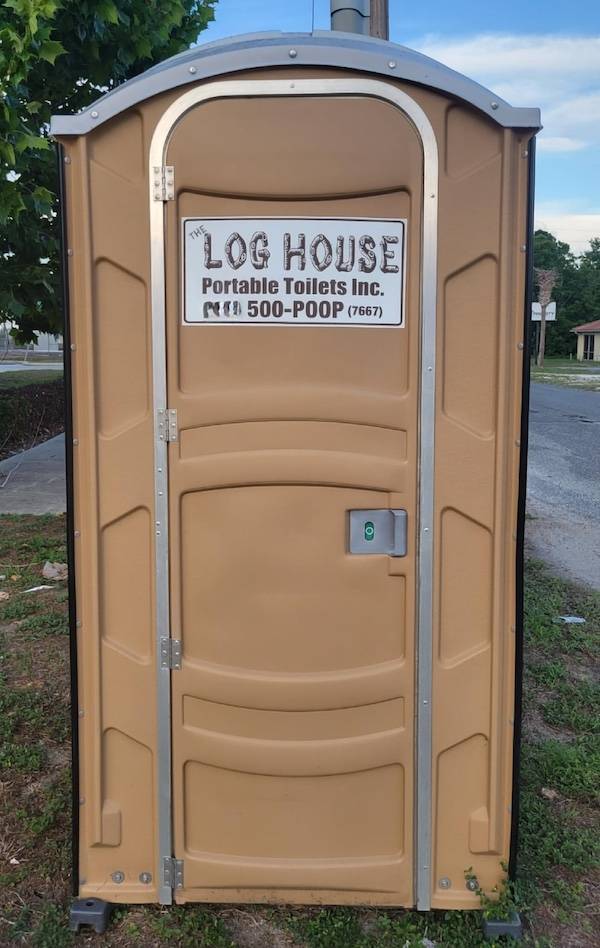 THE
LOG HOUSE
Portable Toilets Inc.
500-POOP (7667)